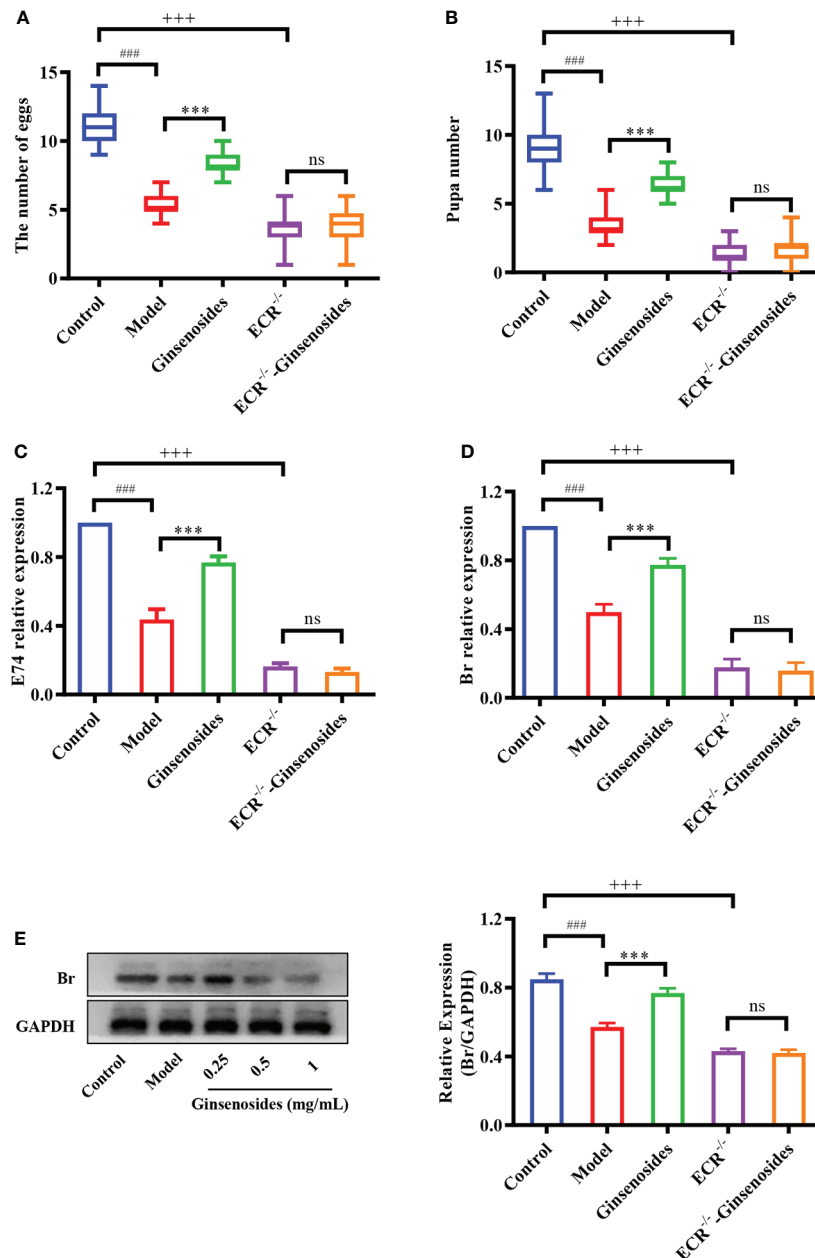 A
+++
###
***
ns
The number of eggs
15
10
5
0
Control
Model
Ginsenosides
ECR-/-
ECR-/--Ginsenosides
B
+++
###
***
ns
Pupa number
15
10
5
0
Control
Model
Ginsenosides
ECR-/-
ECR-/--Ginsenosides
C
+++
###
***
ns
E74 relative expression
1.2
0.8
0.4
0.0
Control
Model
Ginsenosides
ECR-/-
ECR-/--Ginsenosides
D
+++
###
***
ns
Br relative expression
1.2
0.8
0.4
0.0
Control
Model
Ginsenosides
ECR-/-
ECR-/--Ginsenosides
E
Br
GAPDH
Control
Model
0.25
0.5
1
Ginsenosides (mg/mL)
+++
###
***
ns
Relative Expression
(Br/GAPDH)
1.2
0.8
0.4
0.0
Control
Model
Ginsenosides
ECR-/-
ECR-/--Ginsenosides